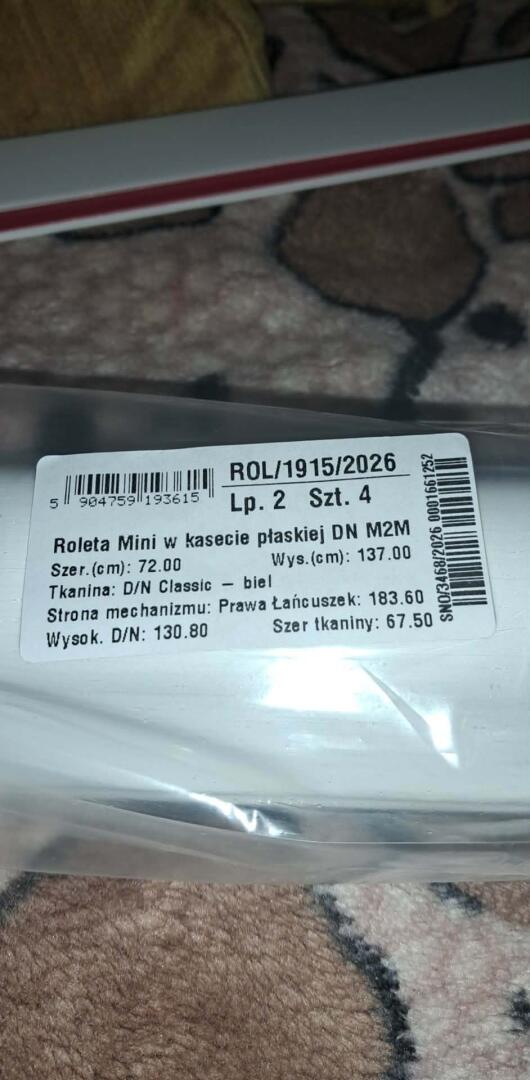 5 904759 193615
ROL/1915/2026
Lp. 2 Szt. 4
Roleta Mini w kasecie płaskiej DN M2M
Szer.(cm): 72.00 Wys.(cm): 137.00
Tkanina: D/N Classic – biel
Strona mechanizmu: Prawa Łańcuszek: 183.60
Wysok. D/N: 130.80 Szer tkaniny: 67.50
SNO/3468/2026 0001661252